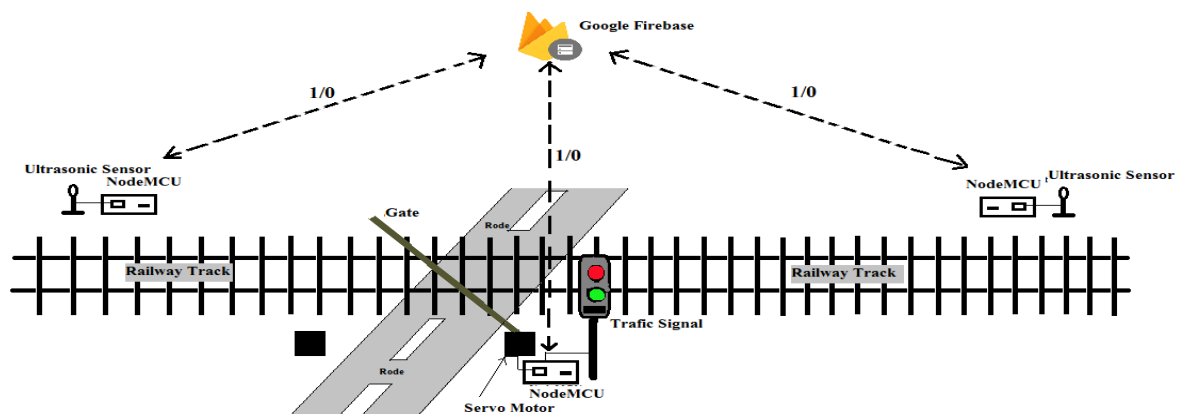 Google Firebase
1/0
1/0
1/0
Ultrasonic Sensor
NodeMCU
NodeMCU
Ultrasonic Sensor
Gate
Rode
Railway Track
Railway Track
Trafic Signal
Rode
NodeMCU
Servo Motor